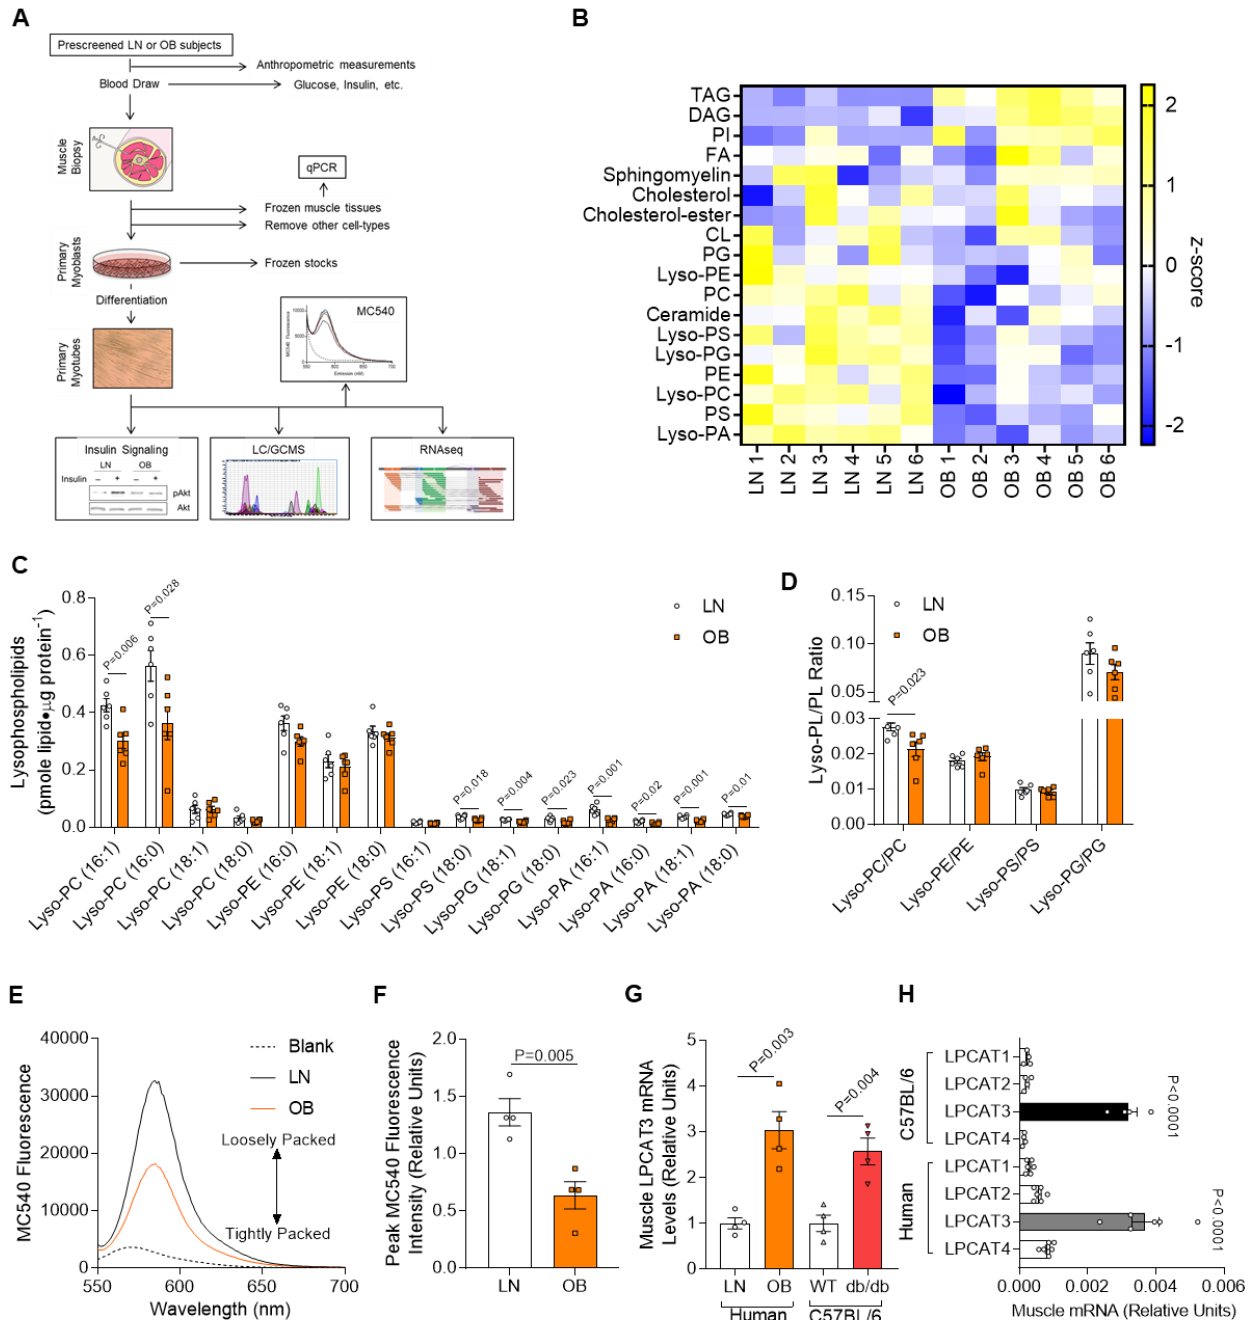 A
Prescreened LN or OB subjects
Anthropometric measurements
Blood Draw
Glucose, Insulin, etc.
Muscle
Biopsy
qPCR
Frozen muscle tissues
Remove other cell-types
Primary
Myoblasts
Frozen stocks
Differentiation
Primary
Myotubes
MC540
MC540 Fluorescence
10000
5000
0
550
600
650
700
Emission (nM)
Insulin Signaling
LN OB
Insulin – + – +
pAkt
Akt
LC/GCMS
RNAseq
B
TAG
DAG
PI
FA
Sphingomyelin
Cholesterol
Cholesterol-ester
CL
PG
Lyso-PE
PC
Ceramide
Lyso-PS
Lyso-PG
PE
Lyso-PC
PS
Lyso-PA
LN 1
LN 2
LN 3
LN 4
LN 5
LN 6
OB 1
OB 2
OB 3
OB 4
OB 5
OB 6
2
1
0
-1
-2
z-score
C
Lysophospholipids
(pmole lipid•µg protein⁻¹)
0.8
0.6
0.4
0.2
0.0
P=0.006
P=0.028
P=0.018
P=0.004
P=0.023
P=0.001
P=0.02
P=0.001
P=0.01
LN
OB
Lyso-PC (16:1)
Lyso-PC (16:0)
Lyso-PC (18:1)
Lyso-PC (18:0)
Lyso-PE (16:0)
Lyso-PE (18:1)
Lyso-PE (18:0)
Lyso-PS (16:1)
Lyso-PS (18:0)
Lyso-PG (18:1)
Lyso-PG (18:0)
Lyso-PA (16:1)
Lyso-PA (16:0)
Lyso-PA (18:1)
Lyso-PA (18:0)
D
Lyso-PL/PL Ratio
0.15
0.10
0.05
0.03
0.02
0.01
0.00
LN
OB
P=0.023
Lyso-PC/PC
Lyso-PE/PE
Lyso-PS/PS
Lyso-PG/PG
E
MC540 Fluorescence
40000
30000
20000
10000
0
550
600
650
700
Wavelength (nm)
Blank
LN
OB
Loosely Packed
Tightly Packed
F
Peak MC540 Fluorescence
Intensity (Relative Units)
2.0
1.5
1.0
0.5
0.0
P=0.005
LN
OB
G
Muscle LPCAT3 mRNA
Levels (Relative Units)
5
4
3
2
1
0
P=0.003
P=0.004
LN
OB
WT
db/db
Human
C57BL/6
H
C57BL/6
LPCAT1
LPCAT2
LPCAT3
LPCAT4
Human
LPCAT1
LPCAT2
LPCAT3
LPCAT4
P<0.0001
P<0.0001
0.000
0.002
0.004
0.006
Muscle mRNA (Relative Units)